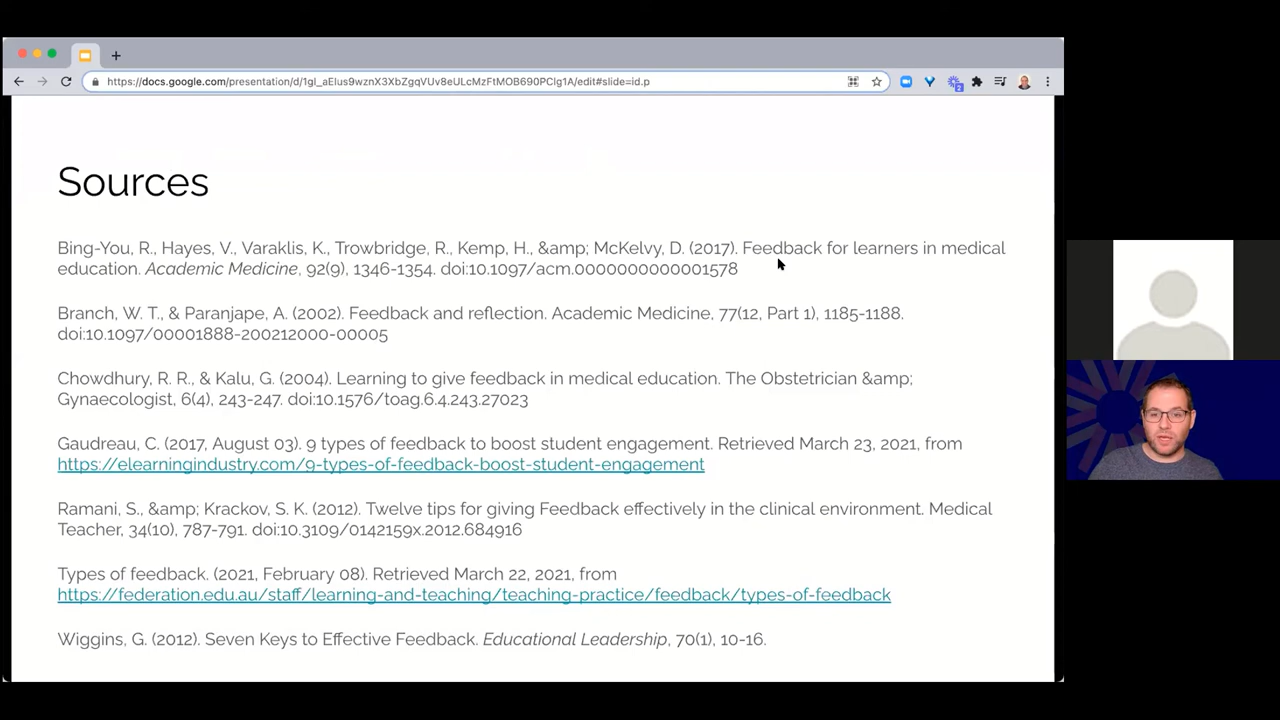 https://docs.google.com/presentation/d/1gl_aEIus9wznX3XbZgqVUv8eULcMzFtMOB690PClg1A/edit#slide=id.p
2
Sources
Bing-You, R., Hayes, V., Varaklis, K., Trowbridge, R., Kemp, H., &amp; McKelvy, D. (2017). Feedback for learners in medical
education. Academic Medicine, 92(9), 1346-1354. doi:10.1097/acm.0000000000001578
Branch, W. T., & Paranjape, A. (2002). Feedback and reflection. Academic Medicine, 77(12, Part 1), 1185-1188.
doi:10.1097/00001888-200212000-00005
Chowdhury, R. R., & Kalu, G. (2004). Learning to give feedback in medical education. The Obstetrician &amp;
Gynaecologist, 6(4), 243-247. doi:10.1576/toag.6.4.243.27023
Gaudreau, C. (2017, August 03). 9 types of feedback to boost student engagement. Retrieved March 23, 2021, from
https://elearningindustry.com/9-types-of-feedback-boost-student-engagement
Ramani, S., &amp; Krackov, S. K. (2012). Twelve tips for giving Feedback effectively in the clinical environment. Medical
Teacher, 34(10), 787-791. doi:10.3109/0142159x.2012.684916
Types of feedback. (2021, February 08). Retrieved March 22, 2021, from
https://federation.edu.au/staff/learning-and-teaching/teaching-practice/feedback/types-of-feedback
Wiggins, G. (2012). Seven Keys to Effective Feedback. Educational Leadership, 70(1), 10-16.